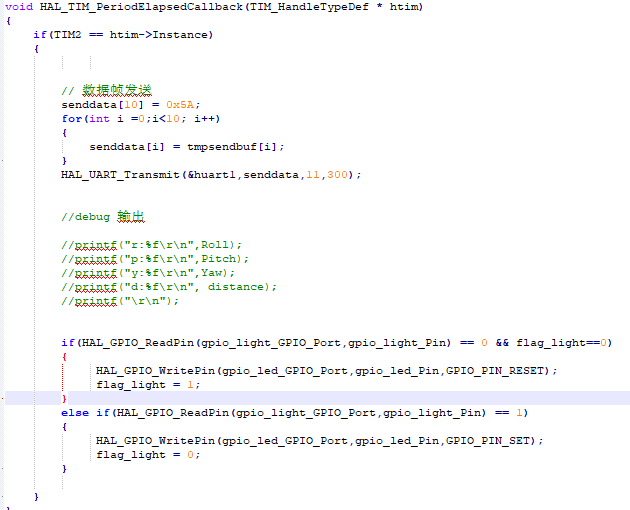 void HAL_TIM_PeriodElapsedCallback(TIM_HandleTypeDef * htim)
{
if(TIM2 == htim->Instance)
{
// 数据帧发送
senddata[10] = 0x5A;
for(int i =0;i<10; i++)
{
senddata[i] = tmpsendbuf[i];
}
HAL_UART_Transmit(&huart1,senddata,11,300);
//debug 输出
//printf("r:%f\r\n",Roll);
//printf("p:%f\r\n",Pitch);
//printf("y:%f\r\n",Yaw);
//printf("d:%f\r\n", distance);
//printf("\r\n");
if(HAL_GPIO_ReadPin(gpio_light_GPIO_Port,gpio_light_Pin) == 0 && flag_light==0)
{
HAL_GPIO_WritePin(gpio_led_GPIO_Port,gpio_led_Pin,GPIO_PIN_RESET);
flag_light = 1;
}
else if(HAL_GPIO_ReadPin(gpio_light_GPIO_Port,gpio_light_Pin) == 1)
{
HAL_GPIO_WritePin(gpio_led_GPIO_Port,gpio_led_Pin,GPIO_PIN_SET);
flag_light = 0;
}
}
}